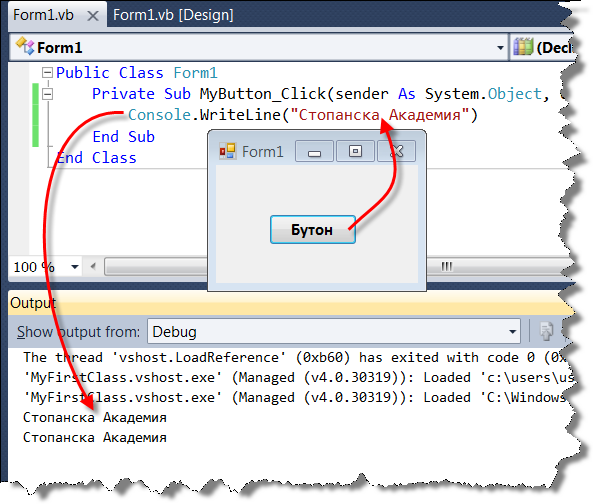 Form1.vb Form1.vb [Design]
Form1 (Decl
Public Class Form1
Private Sub MyButton_Click(sender As System.Object,
Console.WriteLine("Стопанска Академия")
End Sub
End Class
Form1
Бутон
100 %
Output
Show output from: Debug
The thread 'vshost.LoadReference' (0xb60) has exited with code 0 (0x
'MyFirstClass.vshost.exe' (Managed (v4.0.30319)): Loaded 'c:\users\us
'MyFirstClass.vshost.exe' (Managed (v4.0.30319)): Loaded 'C:\Windows
Стопанска Академия
Стопанска Академия